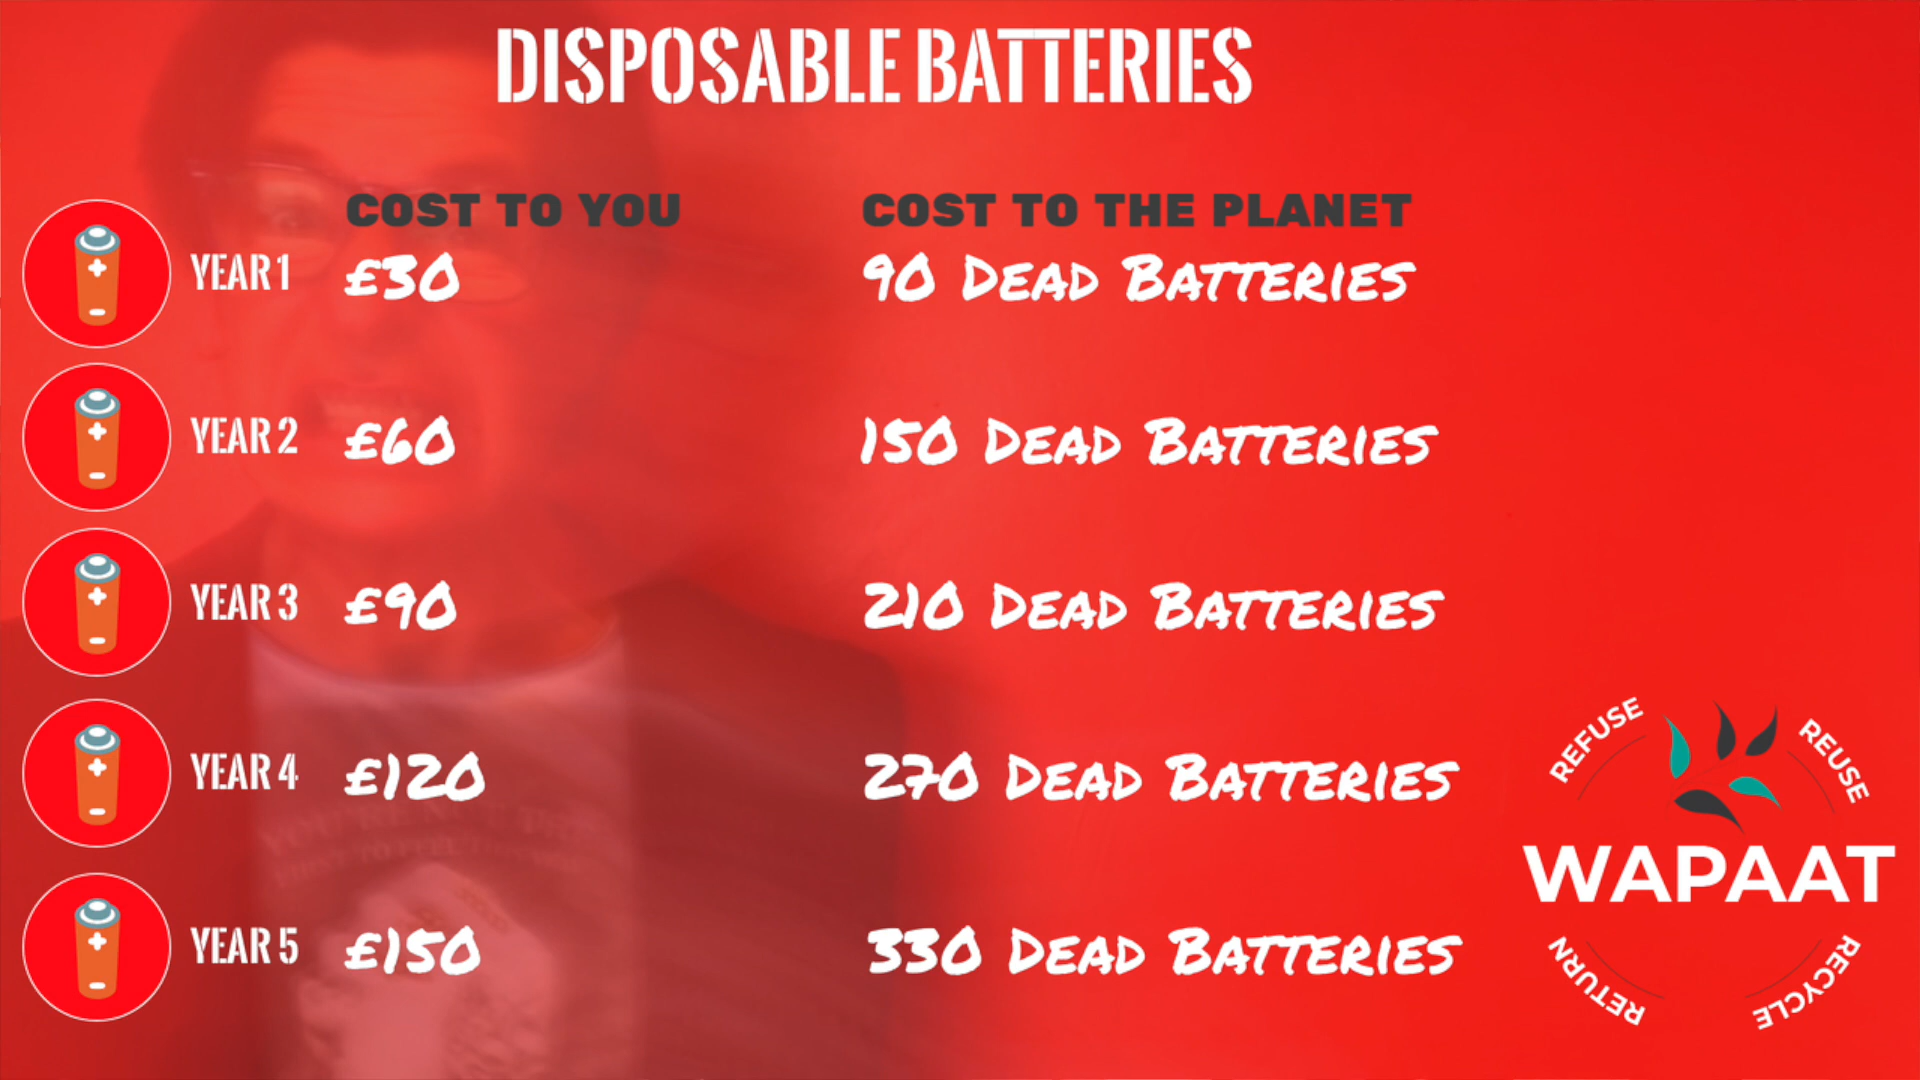 DISPOSABLE BATTERIES
COST TO YOU COST TO THE PLANET
YEAR 1 £30 90 DEAD BATTERIES
YEAR 2 £60 150 DEAD BATTERIES
YEAR 3 £90 210 DEAD BATTERIES
YEAR 4 £120 270 DEAD BATTERIES
YEAR 5 £150 330 DEAD BATTERIES
REFUSE REUSE
WAPAAT
RETURN RECYCLE